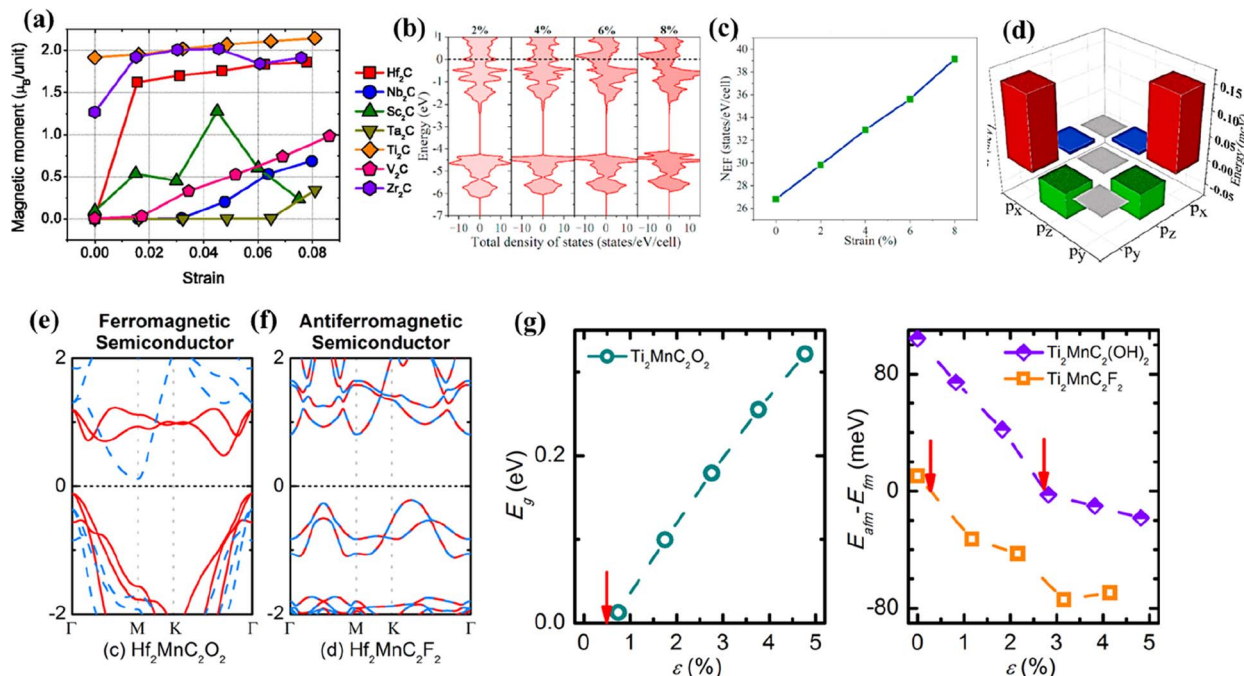 (a)
Magnetic moment (μB/unit)
2.0
1.5
1.0
0.5
0.0
0.00 0.02 0.04 0.06 0.08
Strain
Hf2C
Nb2C
Sc2C
Ta2C
Ti2C
V2C
Zr2C
(b)
2% 4% 6% 8%
Energy (eV)
0
-1
-2
-3
-4
-5
-6
-7
-10 0 10 -10 0 10 -10 0 10 -10 0 10
Total density of states (states/eV/cell)
(c)
NEF (states/eV/cell)
40
38
36
34
32
30
28
26
0 2 4 6 8
Strain (%)
(d)
0.15
0.10
0.05
0.00
-0.05
Energy (meV)
px
pz
py
py
pz
px
(e)
Ferromagnetic
Semiconductor
2
1
0
-1
-2
Γ M K Γ
(c) Hf2MnC2O2
(f)
Antiferromagnetic
Semiconductor
2
1
0
-1
-2
Γ M K Γ
(d) Hf2MnC2F2
(g)
Ti2MnC2O2
Eg (eV)
0.2
0.0
0 1 2 3 4 5
ε (%)
Ti2MnC2(OH)2
Ti2MnC2F2
Eafm-Efm (meV)
80
0
-80
0 1 2 3 4 5
ε (%)